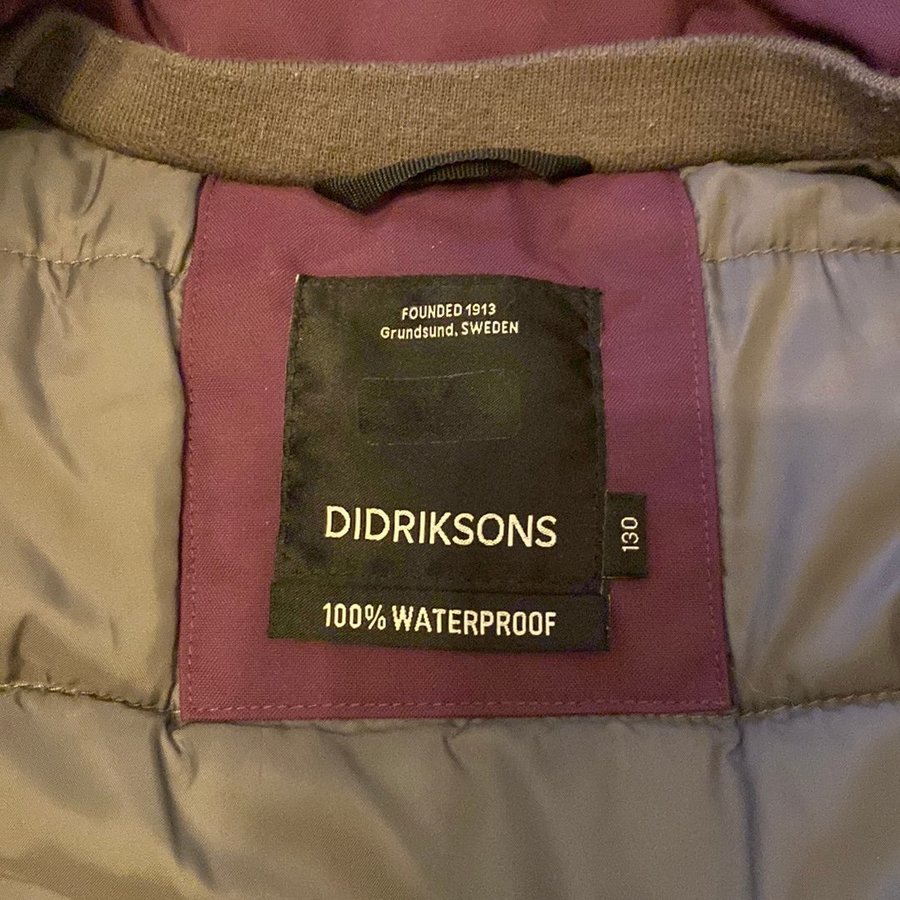 FOUNDED 1913
Grundsund, SWEDEN
DIDRIKSONS
130
100% WATERPROOF